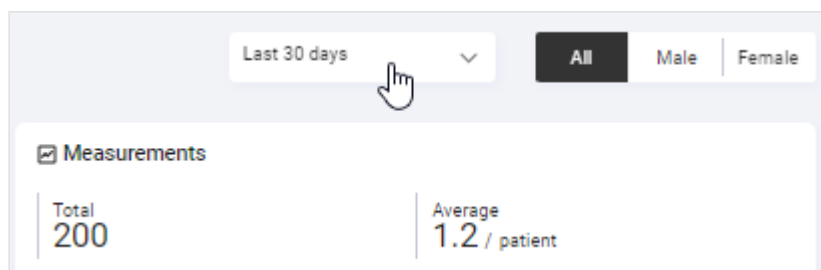 Last 30 days
All Male Female
Measurements
Total
200
Average
1.2 / patient